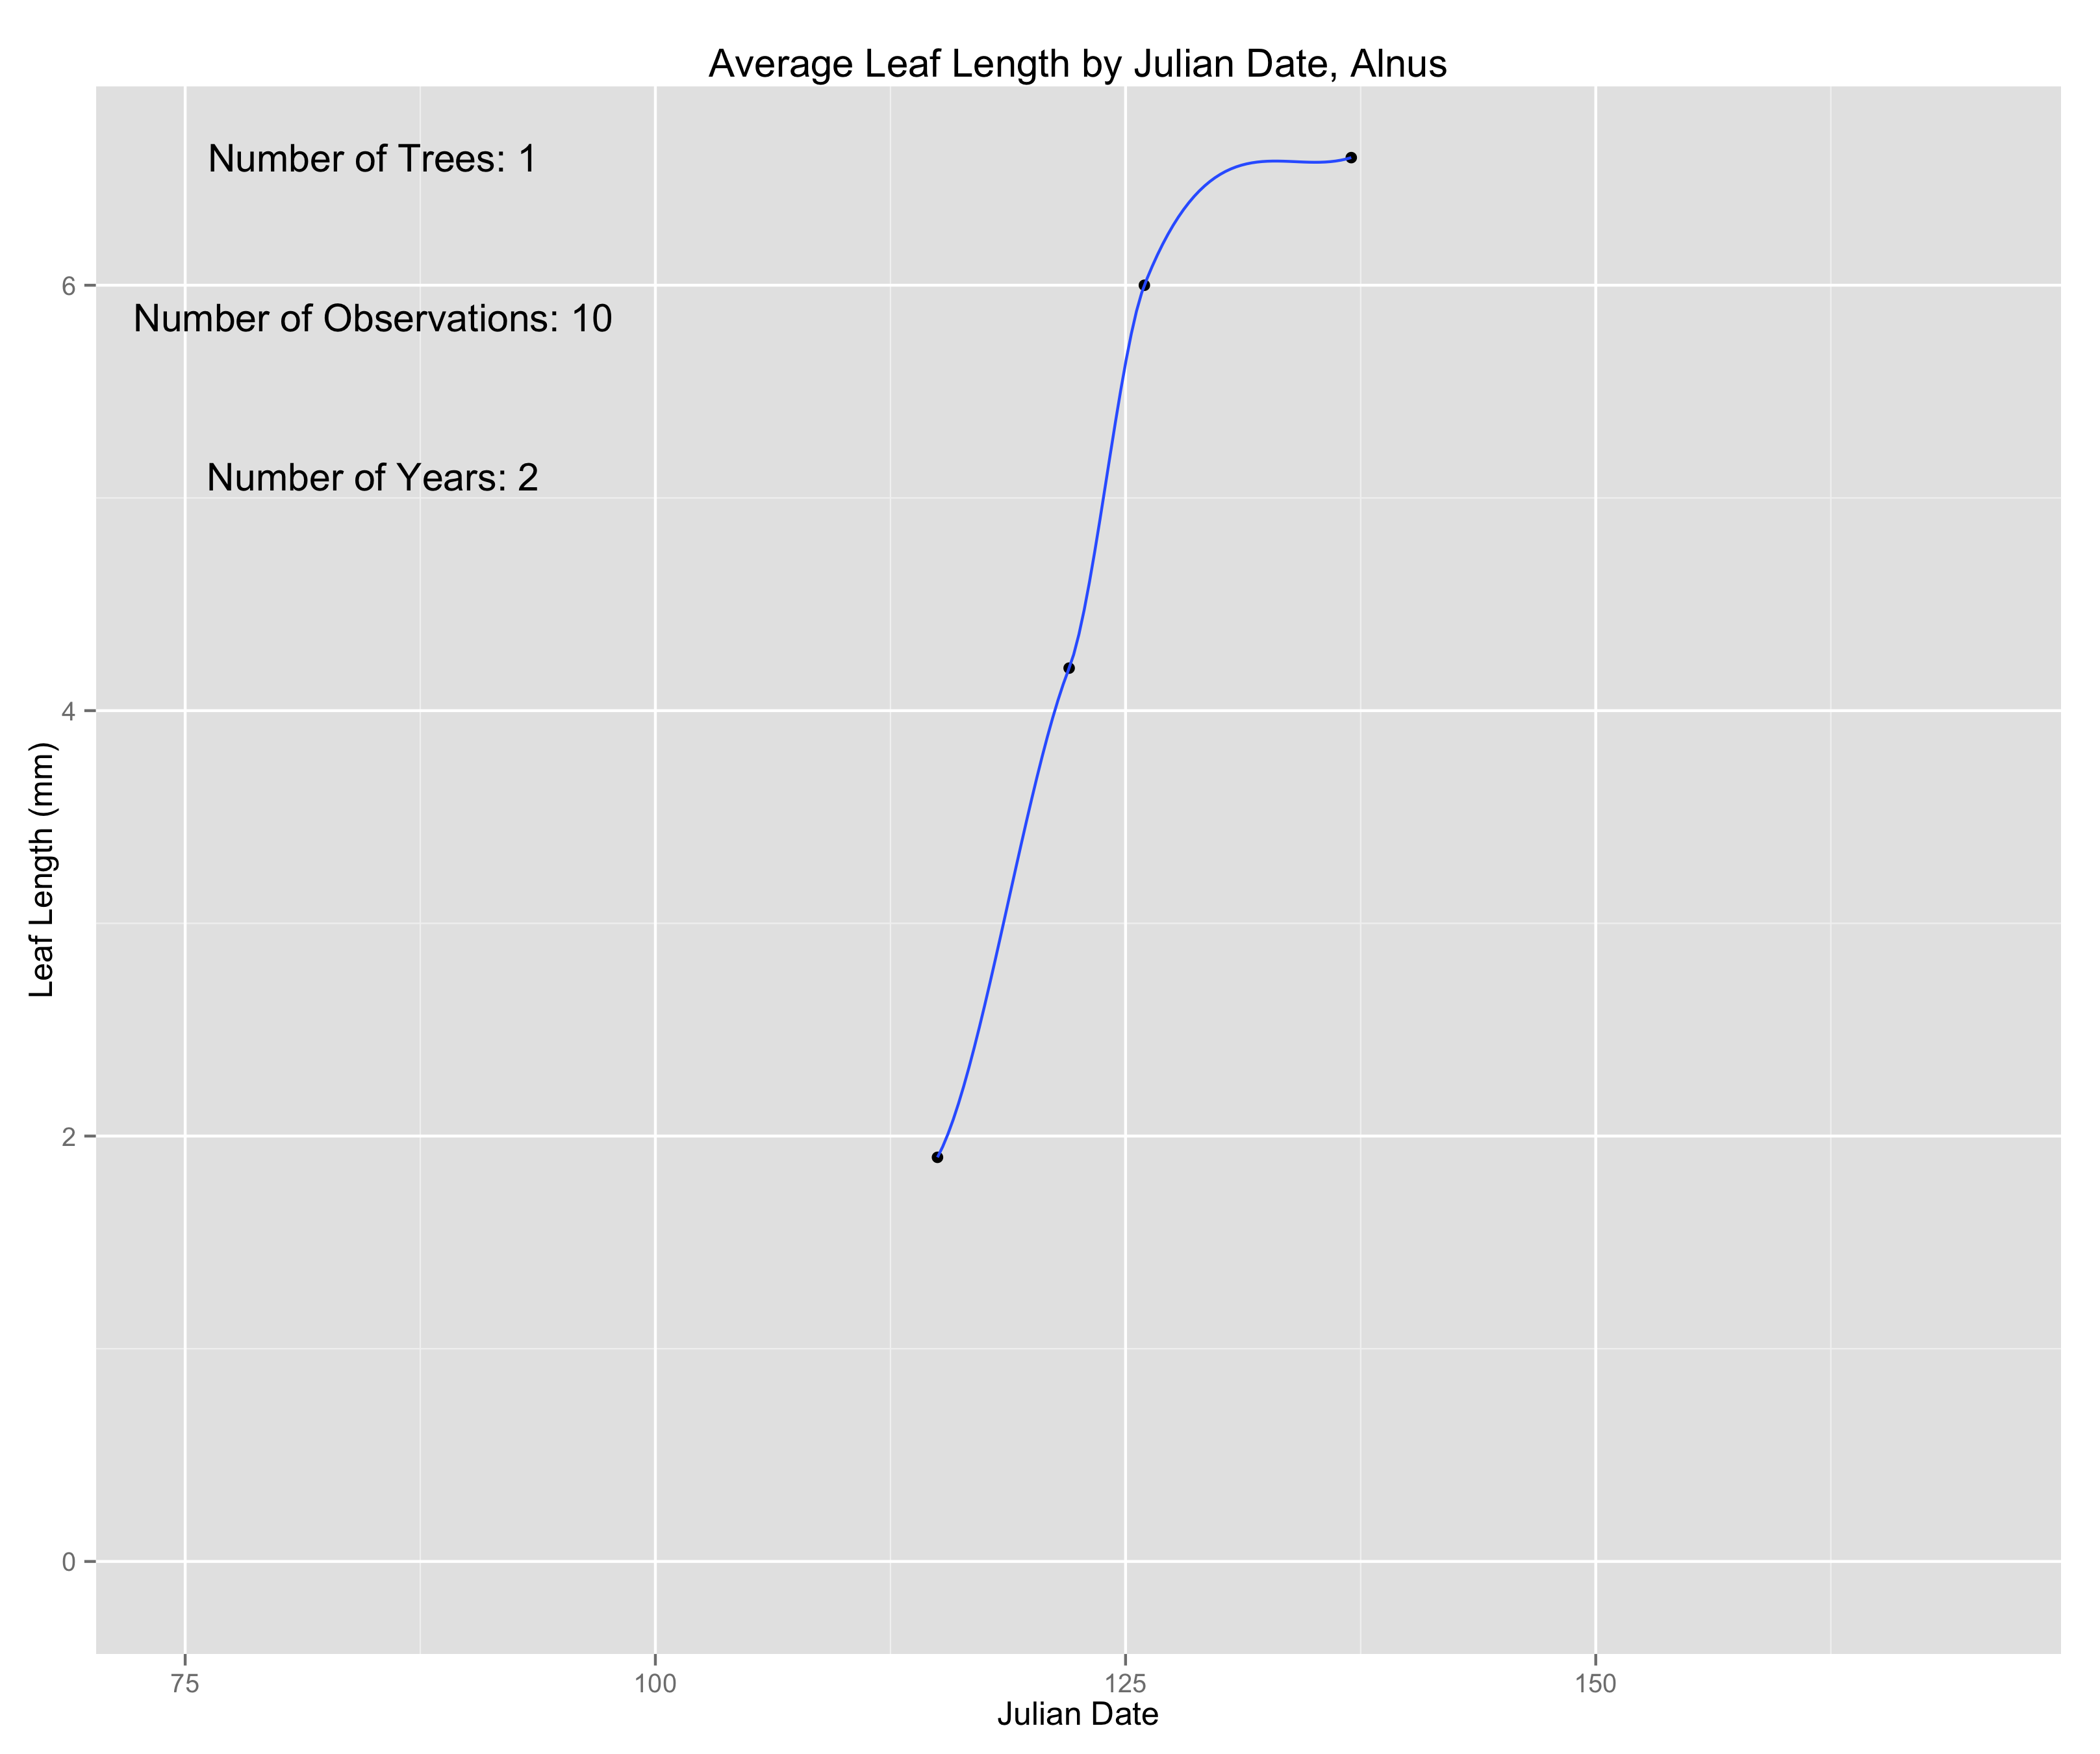 Average Leaf Length by Julian Date, Alnus
Number of Trees: 1
6
Number of Observations: 10
Number of Years: 2
4
Leaf Length (mm)
2
0
75 100 125 150
Julian Date